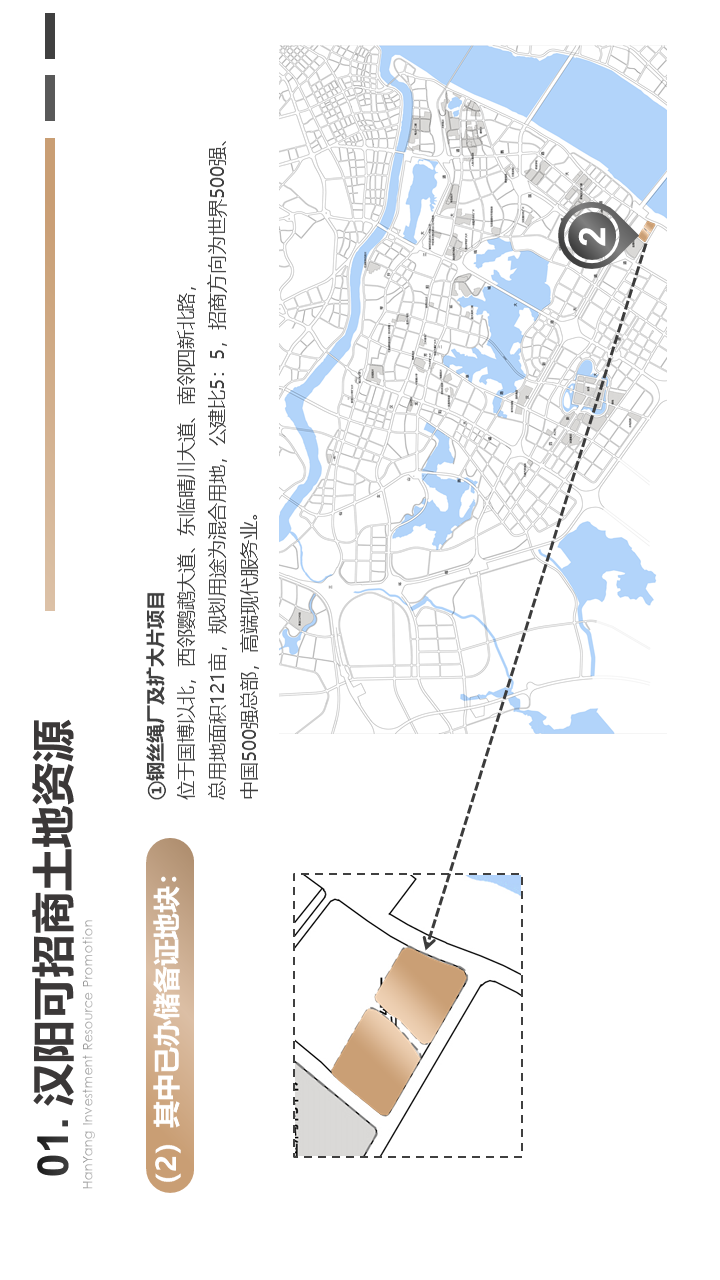 01. 汉阳可招商土地资源
HanYang Investment Resource Promotion
(2) 其中已办储备证地块：
①钢丝绳厂及扩大片项目
位于国博以北，西邻鹦鹉大道、东临晴川大道、南邻四新北路，
总用地面积121亩，规划用途为混合用地，公建比5：5，招商方向为世界500强、
中国500强总部，高端现代服务业。
2